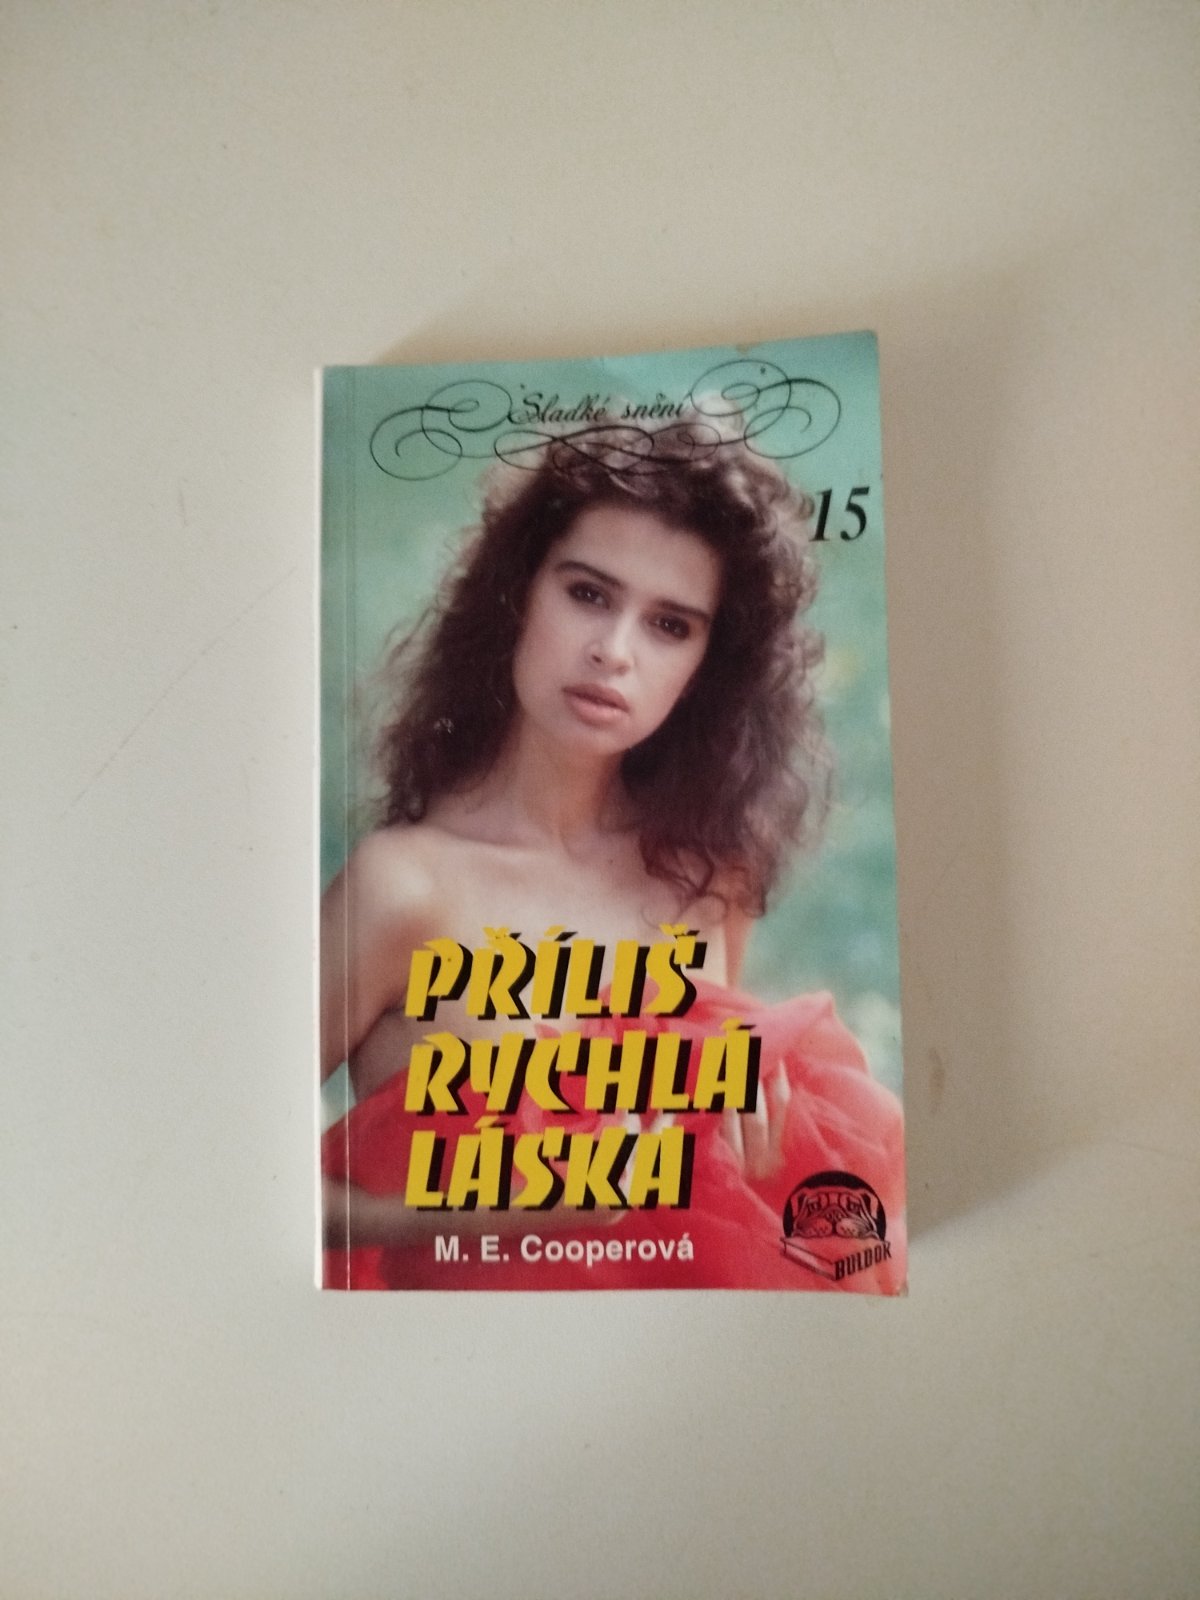 Sladké snění
15
PŘÍLIŠ
RYCHLÁ
LÁSKA
M. E. Cooperová
BULDOK